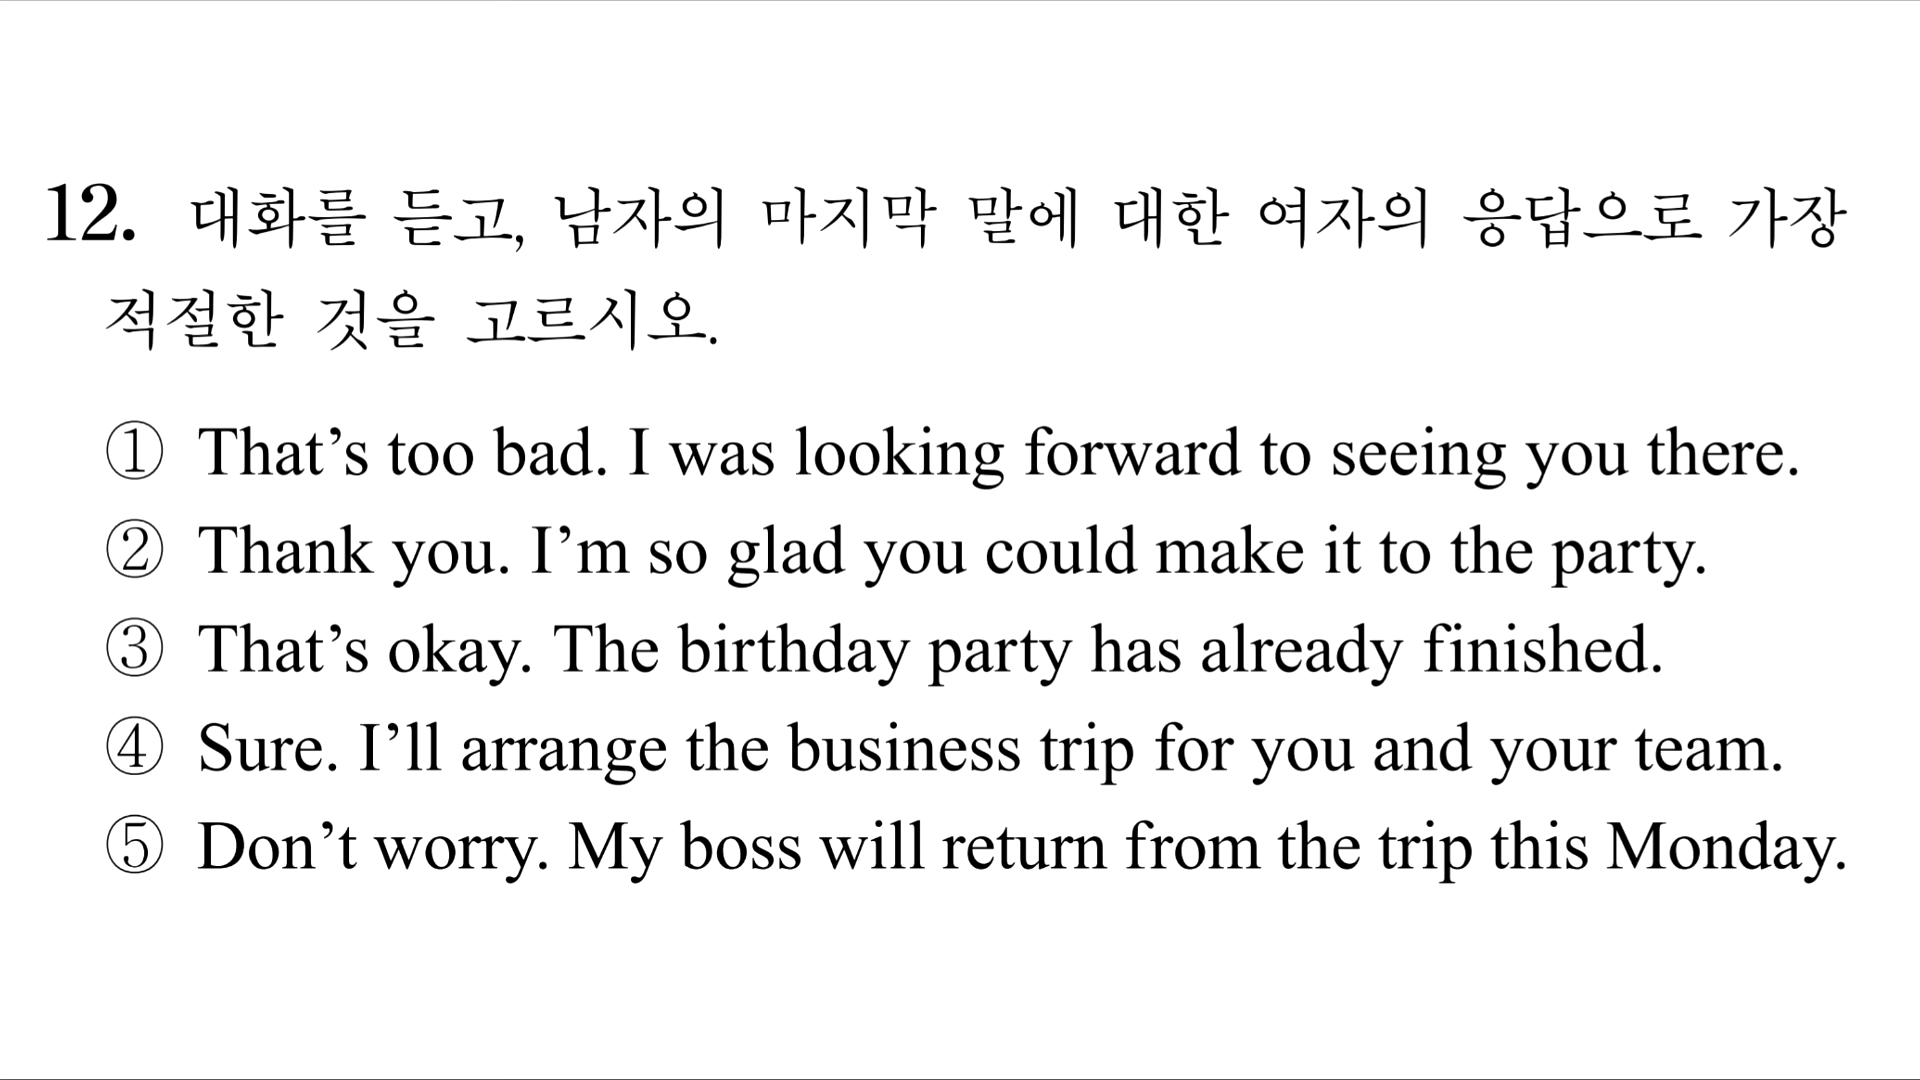 12. 대화를 듣고, 남자의 마지막 말에 대한 여자의 응답으로 가장
적절한 것을 고르시오.
① That’s too bad. I was looking forward to seeing you there.
② Thank you. I’m so glad you could make it to the party.
③ That’s okay. The birthday party has already finished.
④ Sure. I’ll arrange the business trip for you and your team.
⑤ Don’t worry. My boss will return from the trip this Monday.